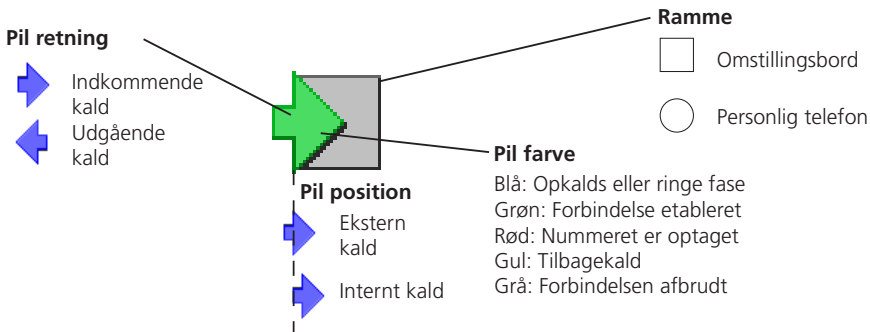 Pil retning
Indkommende
kald
Udgående
kald
Pil position
Ekstern
kald
Internt kald
Ramme
Omstillingsbord
Personlig telefon
Pil farve
Blå: Opkalds eller ringe fase
Grøn: Forbindelse etableret
Rød: Nummeret er optaget
Gul: Tilbagekald
Grå: Forbindelsen afbrudt